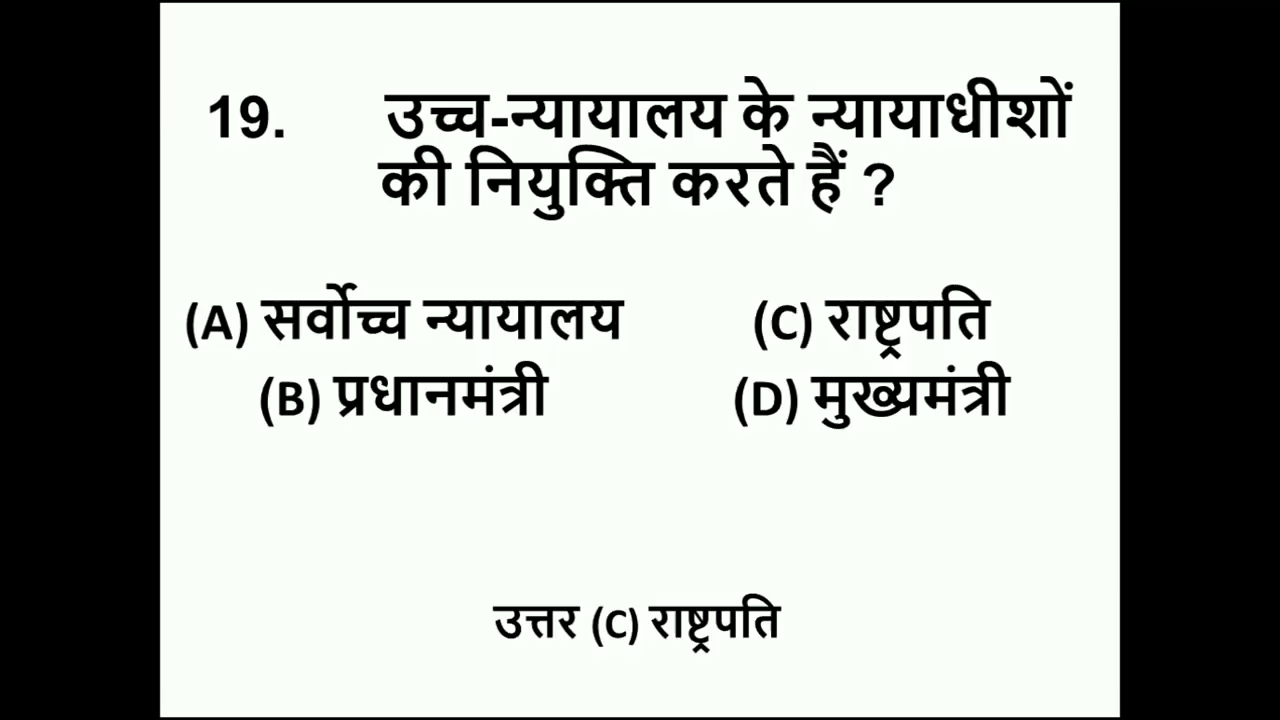 19. उच्च-न्यायालय के न्यायाधीशों
की नियुक्ति करते हैं ?
(A) सर्वोच्च न्यायालय (C) राष्ट्रपति
(B) प्रधानमंत्री (D) मुख्यमंत्री
उत्तर (C) राष्ट्रपति